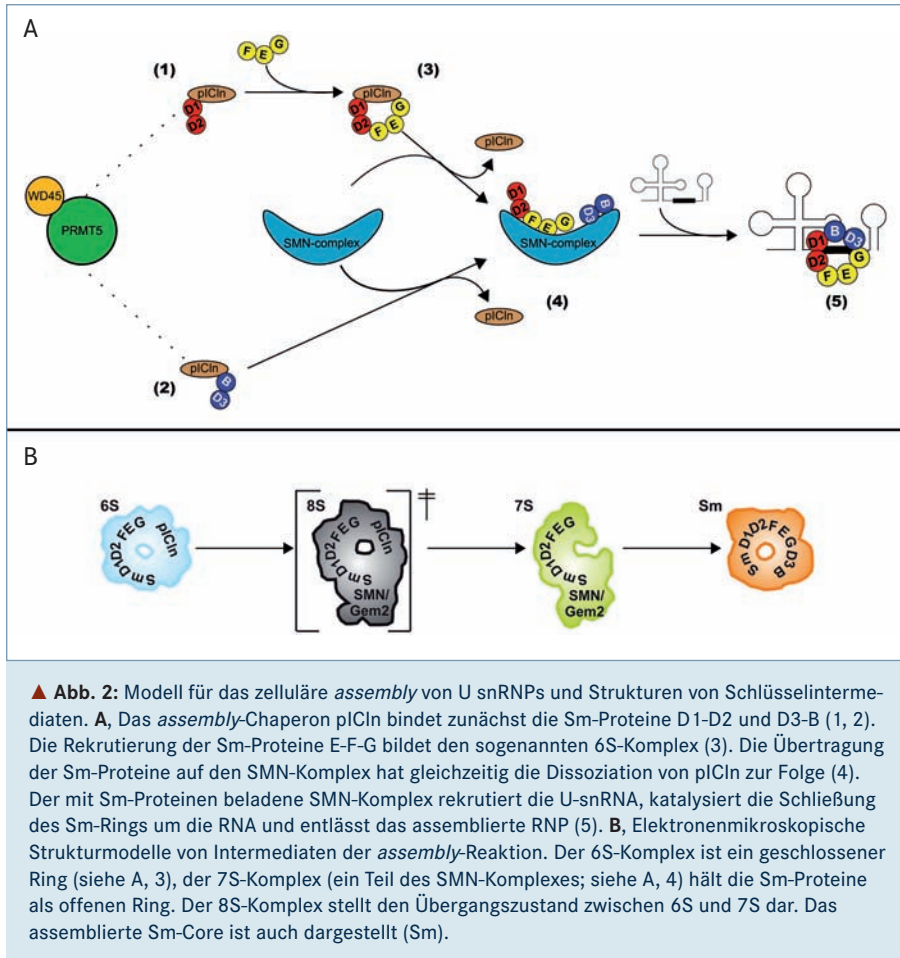 A
F E G
(1)
(3)
pICln
pICln
D1
D2
D1
D2
F
E
G
pICln
WD45
PRMT5
SMN-complex
D1
D2
F
E
G
D3
B
SMN-complex
(4)
D1
B
D3
D2
G
F
E
(5)
pICln
pICln
(2)
B
D3
B
6S
8S
7S
Sm
Sm D1D2FEG pICln
Sm D1D2FEG pICln
SMN/
Gem2
Sm D1D2FEG
SMN/
Gem2
Sm D1D2FEGD3B
▲ Abb. 2: Modell für das zelluläre assembly von U snRNPs und Strukturen von Schlüsselinterme-
diaten. A, Das assembly-Chaperon pICln bindet zunächst die Sm-Proteine D1-D2 und D3-B (1, 2).
Die Rekrutierung der Sm-Proteine E-F-G bildet den sogenannten 6S-Komplex (3). Die Übertragung
der Sm-Proteine auf den SMN-Komplex hat gleichzeitig die Dissoziation von pICln zur Folge (4).
Der mit Sm-Proteinen beladene SMN-Komplex rekrutiert die U-snRNA, katalysiert die Schließung
des Sm-Rings um die RNA und entlässt das assemblierte RNP (5). B, Elektronenmikroskopische
Strukturmodelle von Intermediaten der assembly-Reaktion. Der 6S-Komplex ist ein geschlossener
Ring (siehe A, 3), der 7S-Komplex (ein Teil des SMN-Komplexes; siehe A, 4) hält die Sm-Proteine
als offenen Ring. Der 8S-Komplex stellt den Übergangszustand zwischen 6S und 7S dar. Das
assemblierte Sm-Core ist auch dargestellt (Sm).